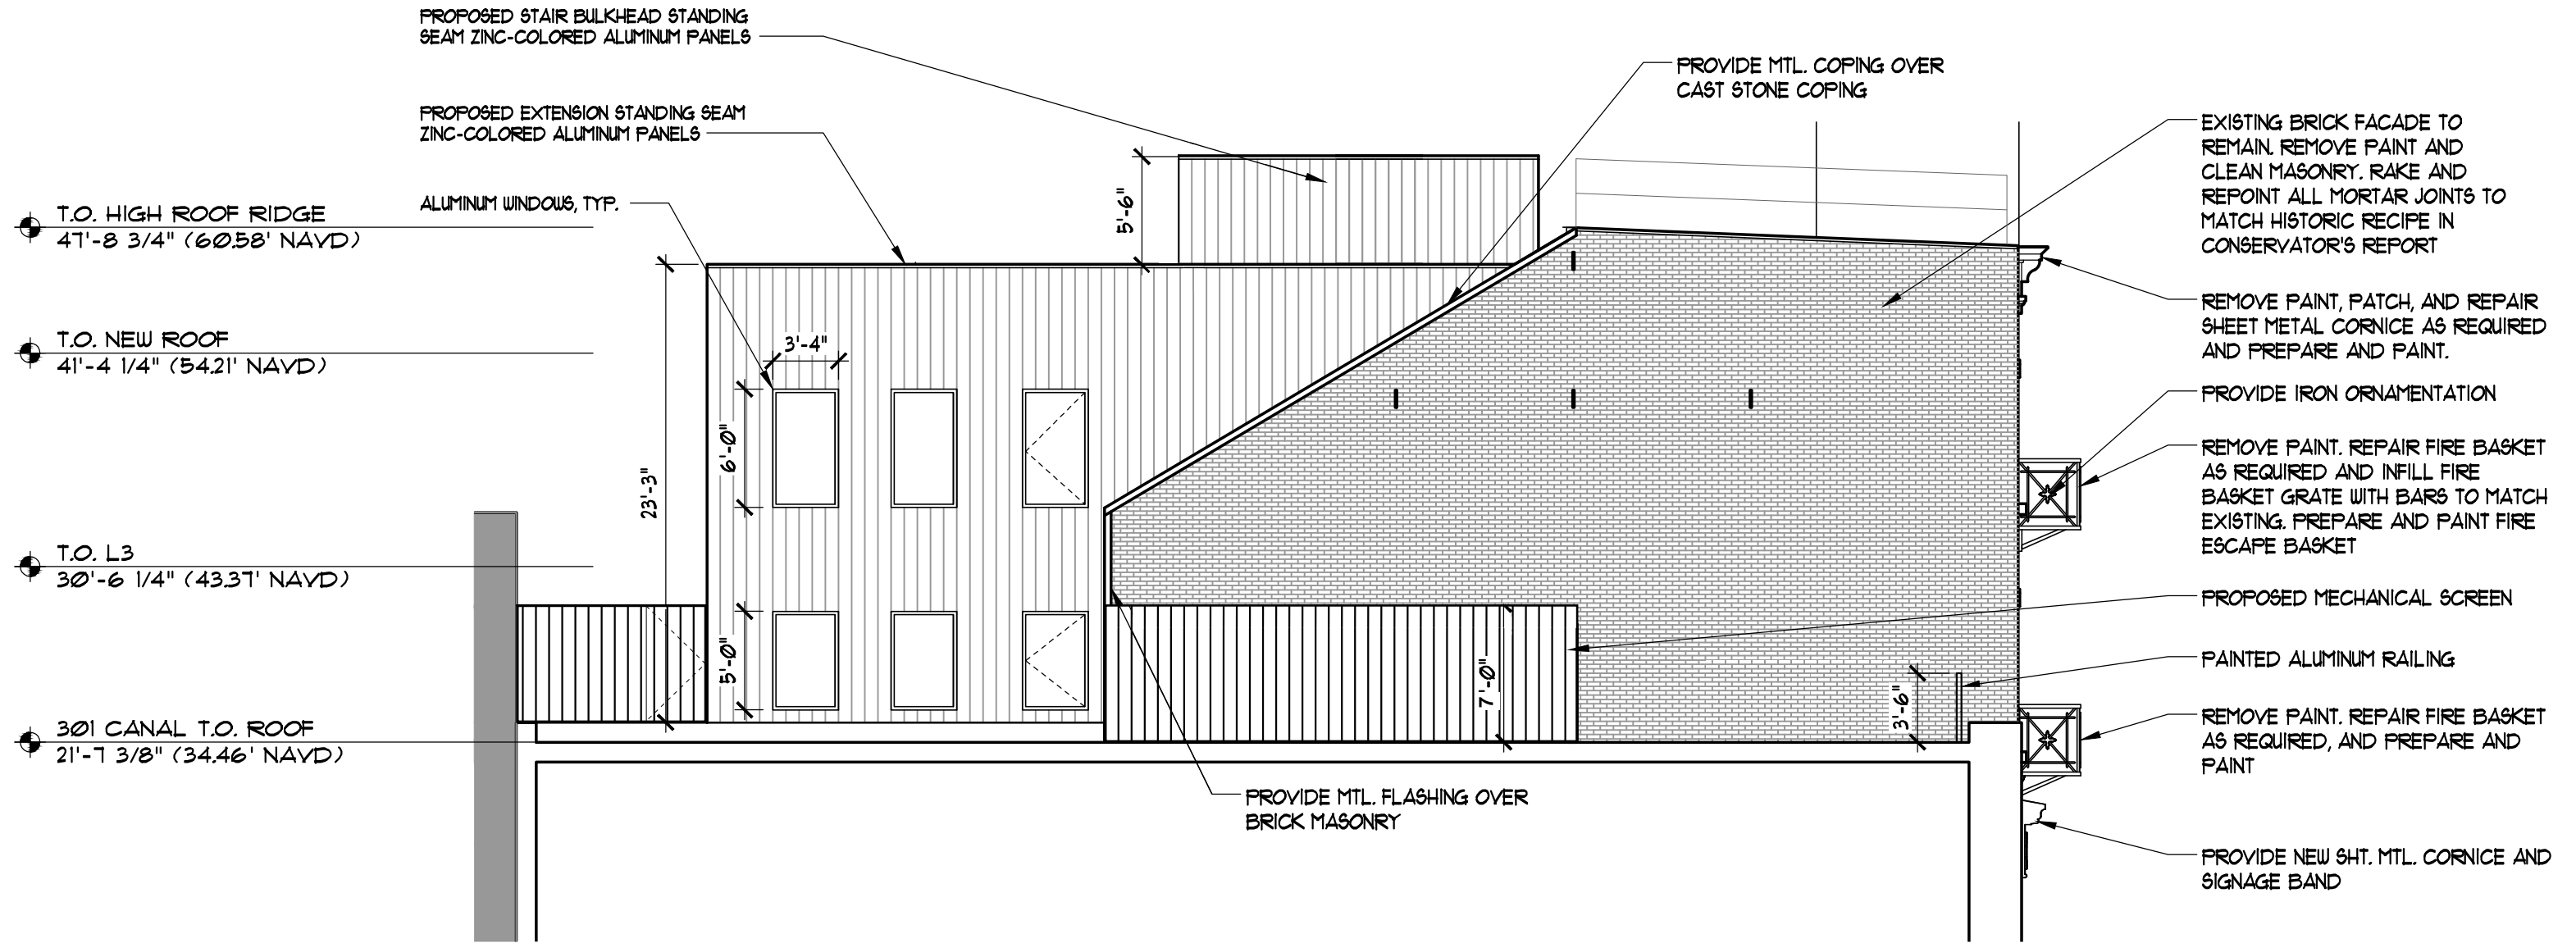 PROPOSED STAIR BULKHEAD STANDING
SEAM ZINC-COLORED ALUMINUM PANELS
PROPOSED EXTENSION STANDING SEAM
ZINC-COLORED ALUMINUM PANELS
ALUMINUM WINDOWS, TYP.
T.O. HIGH ROOF RIDGE
47'-8 3/4" (60.58' NAVD)
T.O. NEW ROOF
41'-4 1/4" (54.21' NAVD)
T.O. L3
30'-6 1/4" (43.37' NAVD)
301 CANAL T.O. ROOF
21'-7 3/8" (34.46' NAVD)
23'-3"
3'-4"
6'-0"
5'-0"
5'-6"
7'-0"
3'-6"
PROVIDE MTL. FLASHING OVER
BRICK MASONRY
PROVIDE MTL. COPING OVER
CAST STONE COPING
EXISTING BRICK FACADE TO
REMAIN. REMOVE PAINT AND
CLEAN MASONRY. RAKE AND
REPOINT ALL MORTAR JOINTS TO
MATCH HISTORIC RECIPE IN
CONSERVATOR'S REPORT
REMOVE PAINT, PATCH, AND REPAIR
SHEET METAL CORNICE AS REQUIRED
AND PREPARE AND PAINT.
PROVIDE IRON ORNAMENTATION
REMOVE PAINT. REPAIR FIRE BASKET
AS REQUIRED AND INFILL FIRE
BASKET GRATE WITH BARS TO MATCH
EXISTING. PREPARE AND PAINT FIRE
ESCAPE BASKET
PROPOSED MECHANICAL SCREEN
PAINTED ALUMINUM RAILING
REMOVE PAINT. REPAIR FIRE BASKET
AS REQUIRED, AND PREPARE AND
PAINT
PROVIDE NEW SHT. MTL. CORNICE AND
SIGNAGE BAND